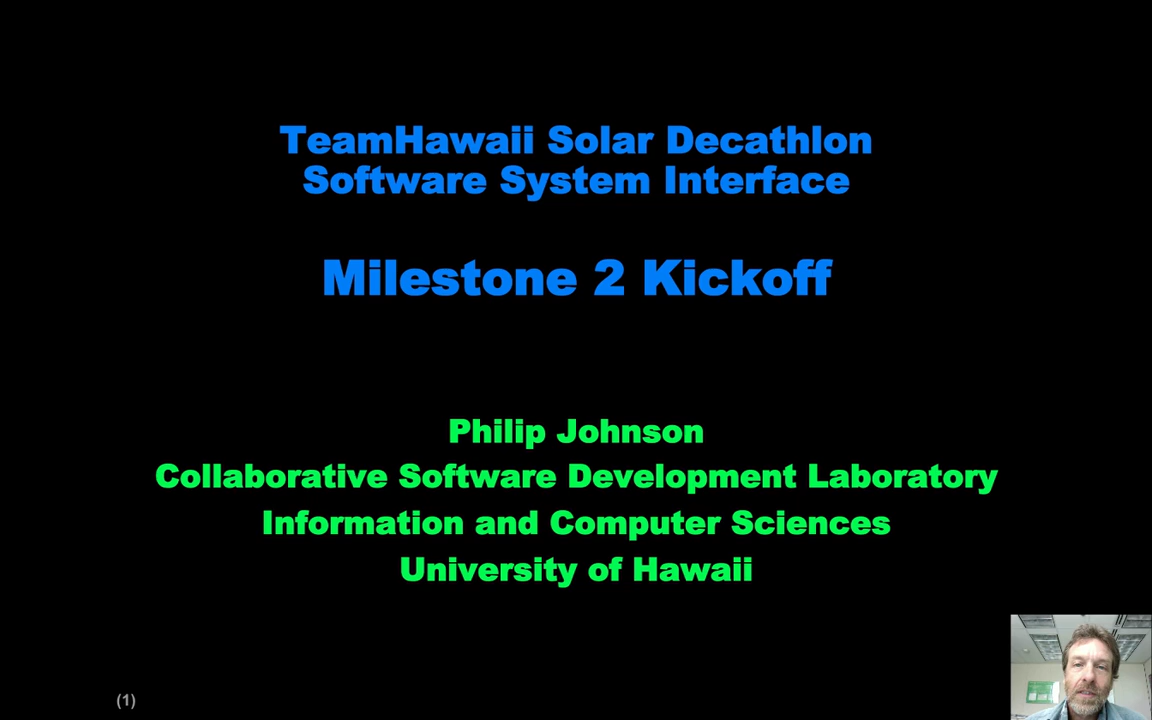 TeamHawaii Solar Decathlon
Software System Interface
Milestone 2 Kickoff
Philip Johnson
Collaborative Software Development Laboratory
Information and Computer Sciences
University of Hawaii
(1)